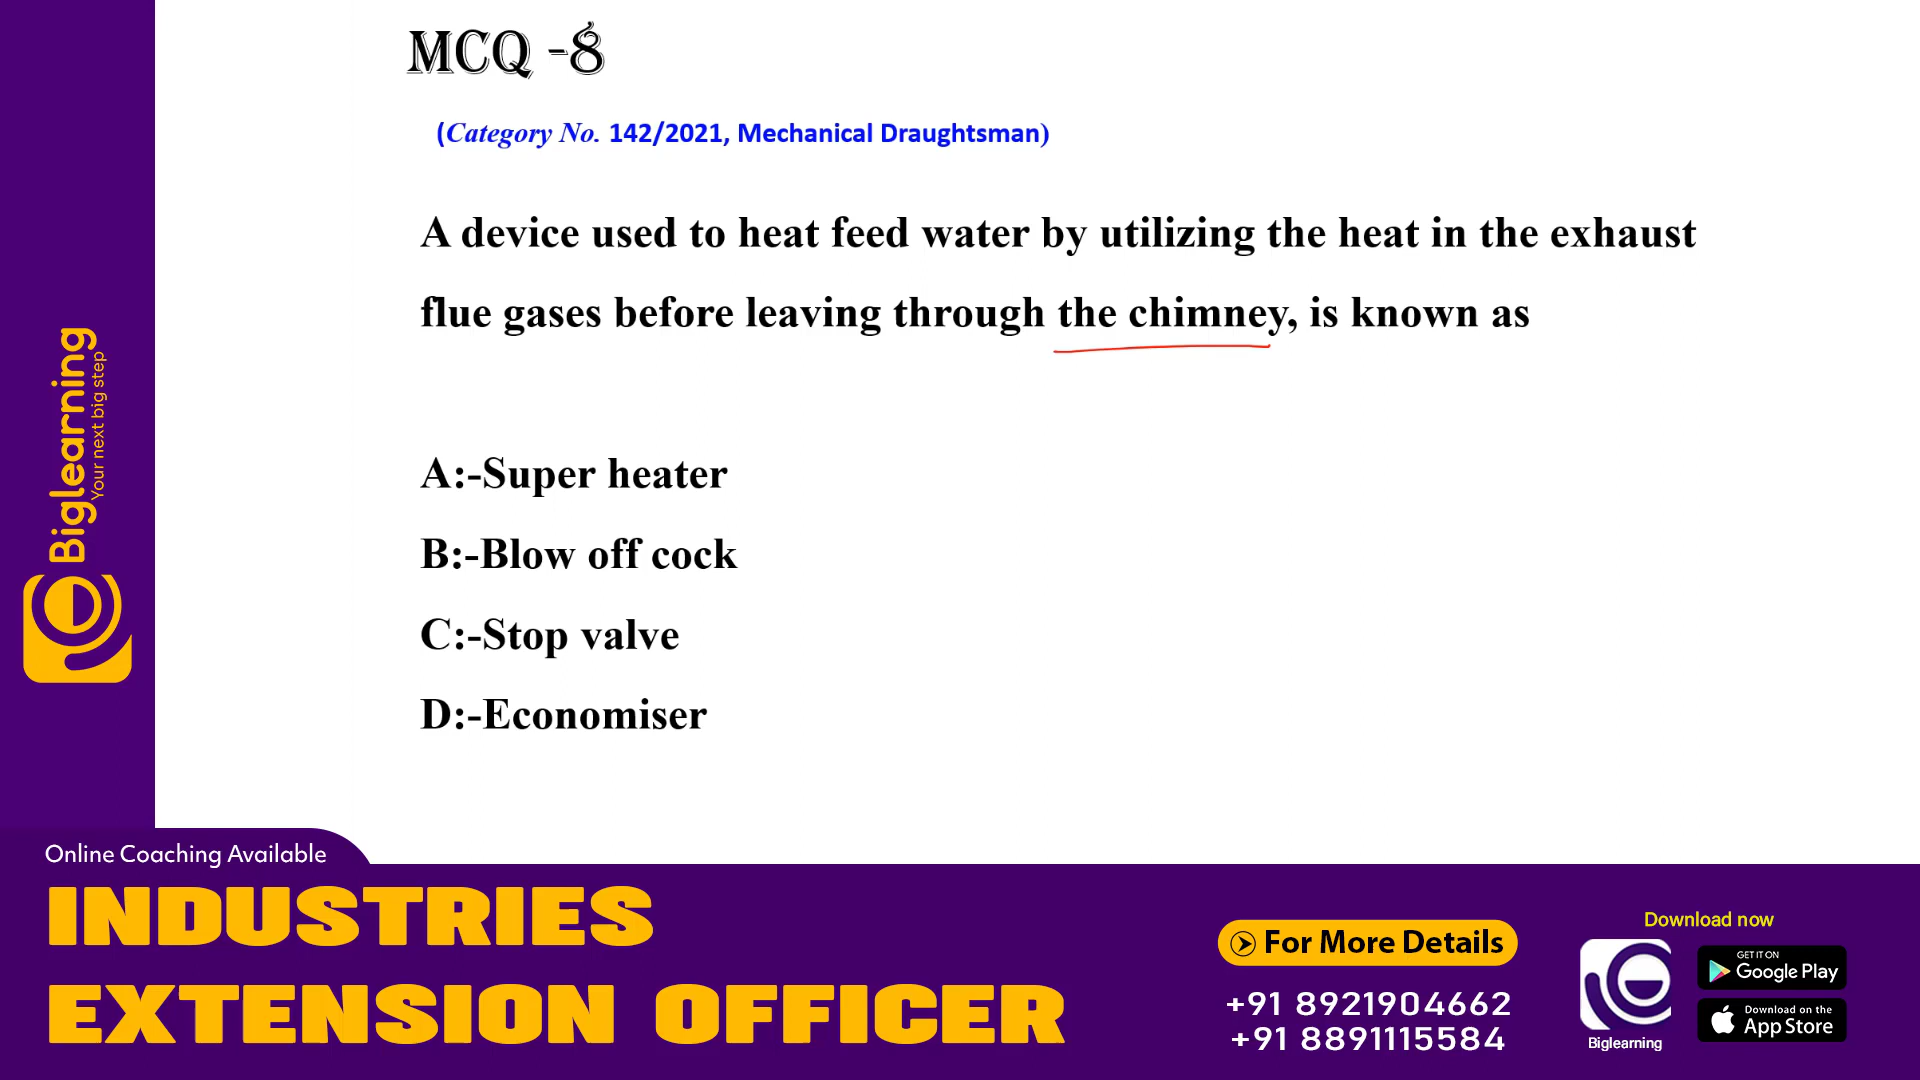 MCQ -8
(Category No. 142/2021, Mechanical Draughtsman)
A device used to heat feed water by utilizing the heat in the exhaust
flue gases before leaving through the chimney, is known as
A:-Super heater
B:-Blow off cock
C:-Stop valve
D:-Economiser
Biglearning
Your next big step
Online Coaching Available
INDUSTRIES
EXTENSION OFFICER
For More Details
+91 8921904662
+91 8891115584
Download now
Biglearning
GET IT ON
Google Play
Download on the
App Store